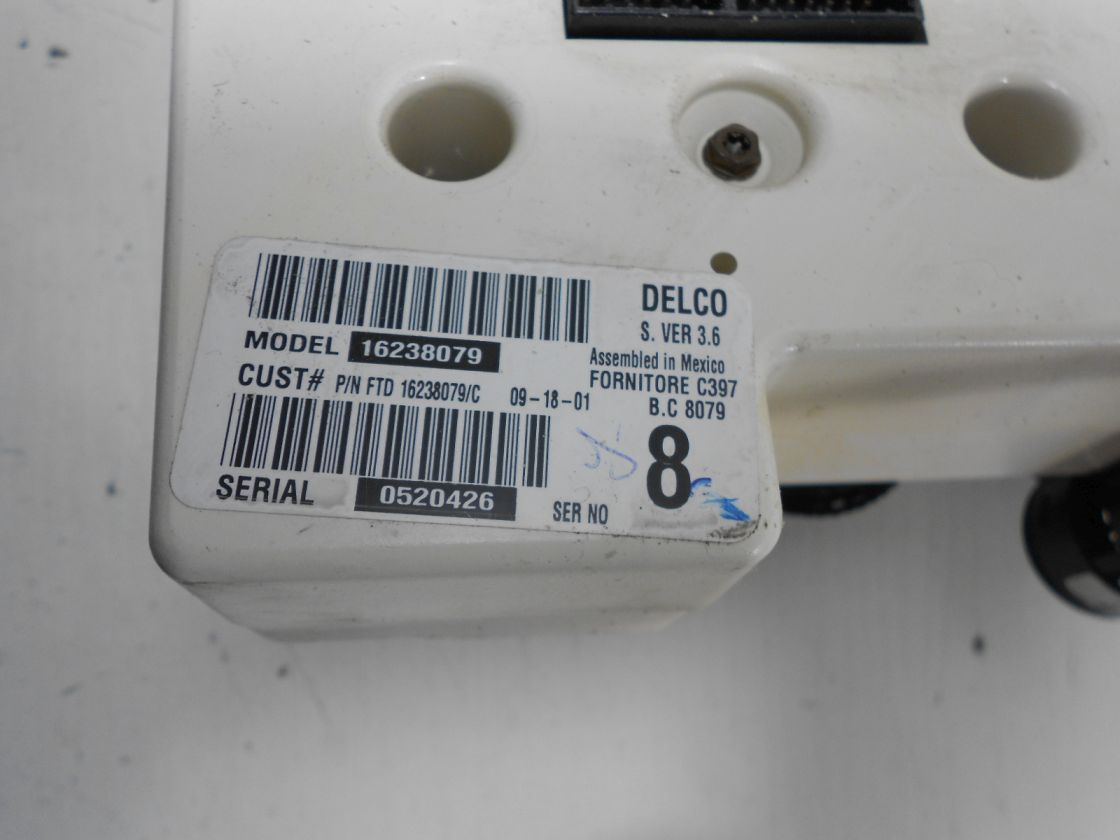 DELCO
S. VER 3.6
MODEL 16238079
Assembled in Mexico
CUST# P/N FTD 16238079/C 09-18-01
FORNITORE C397
B.C 8079
8
SERIAL 0520426
SER NO